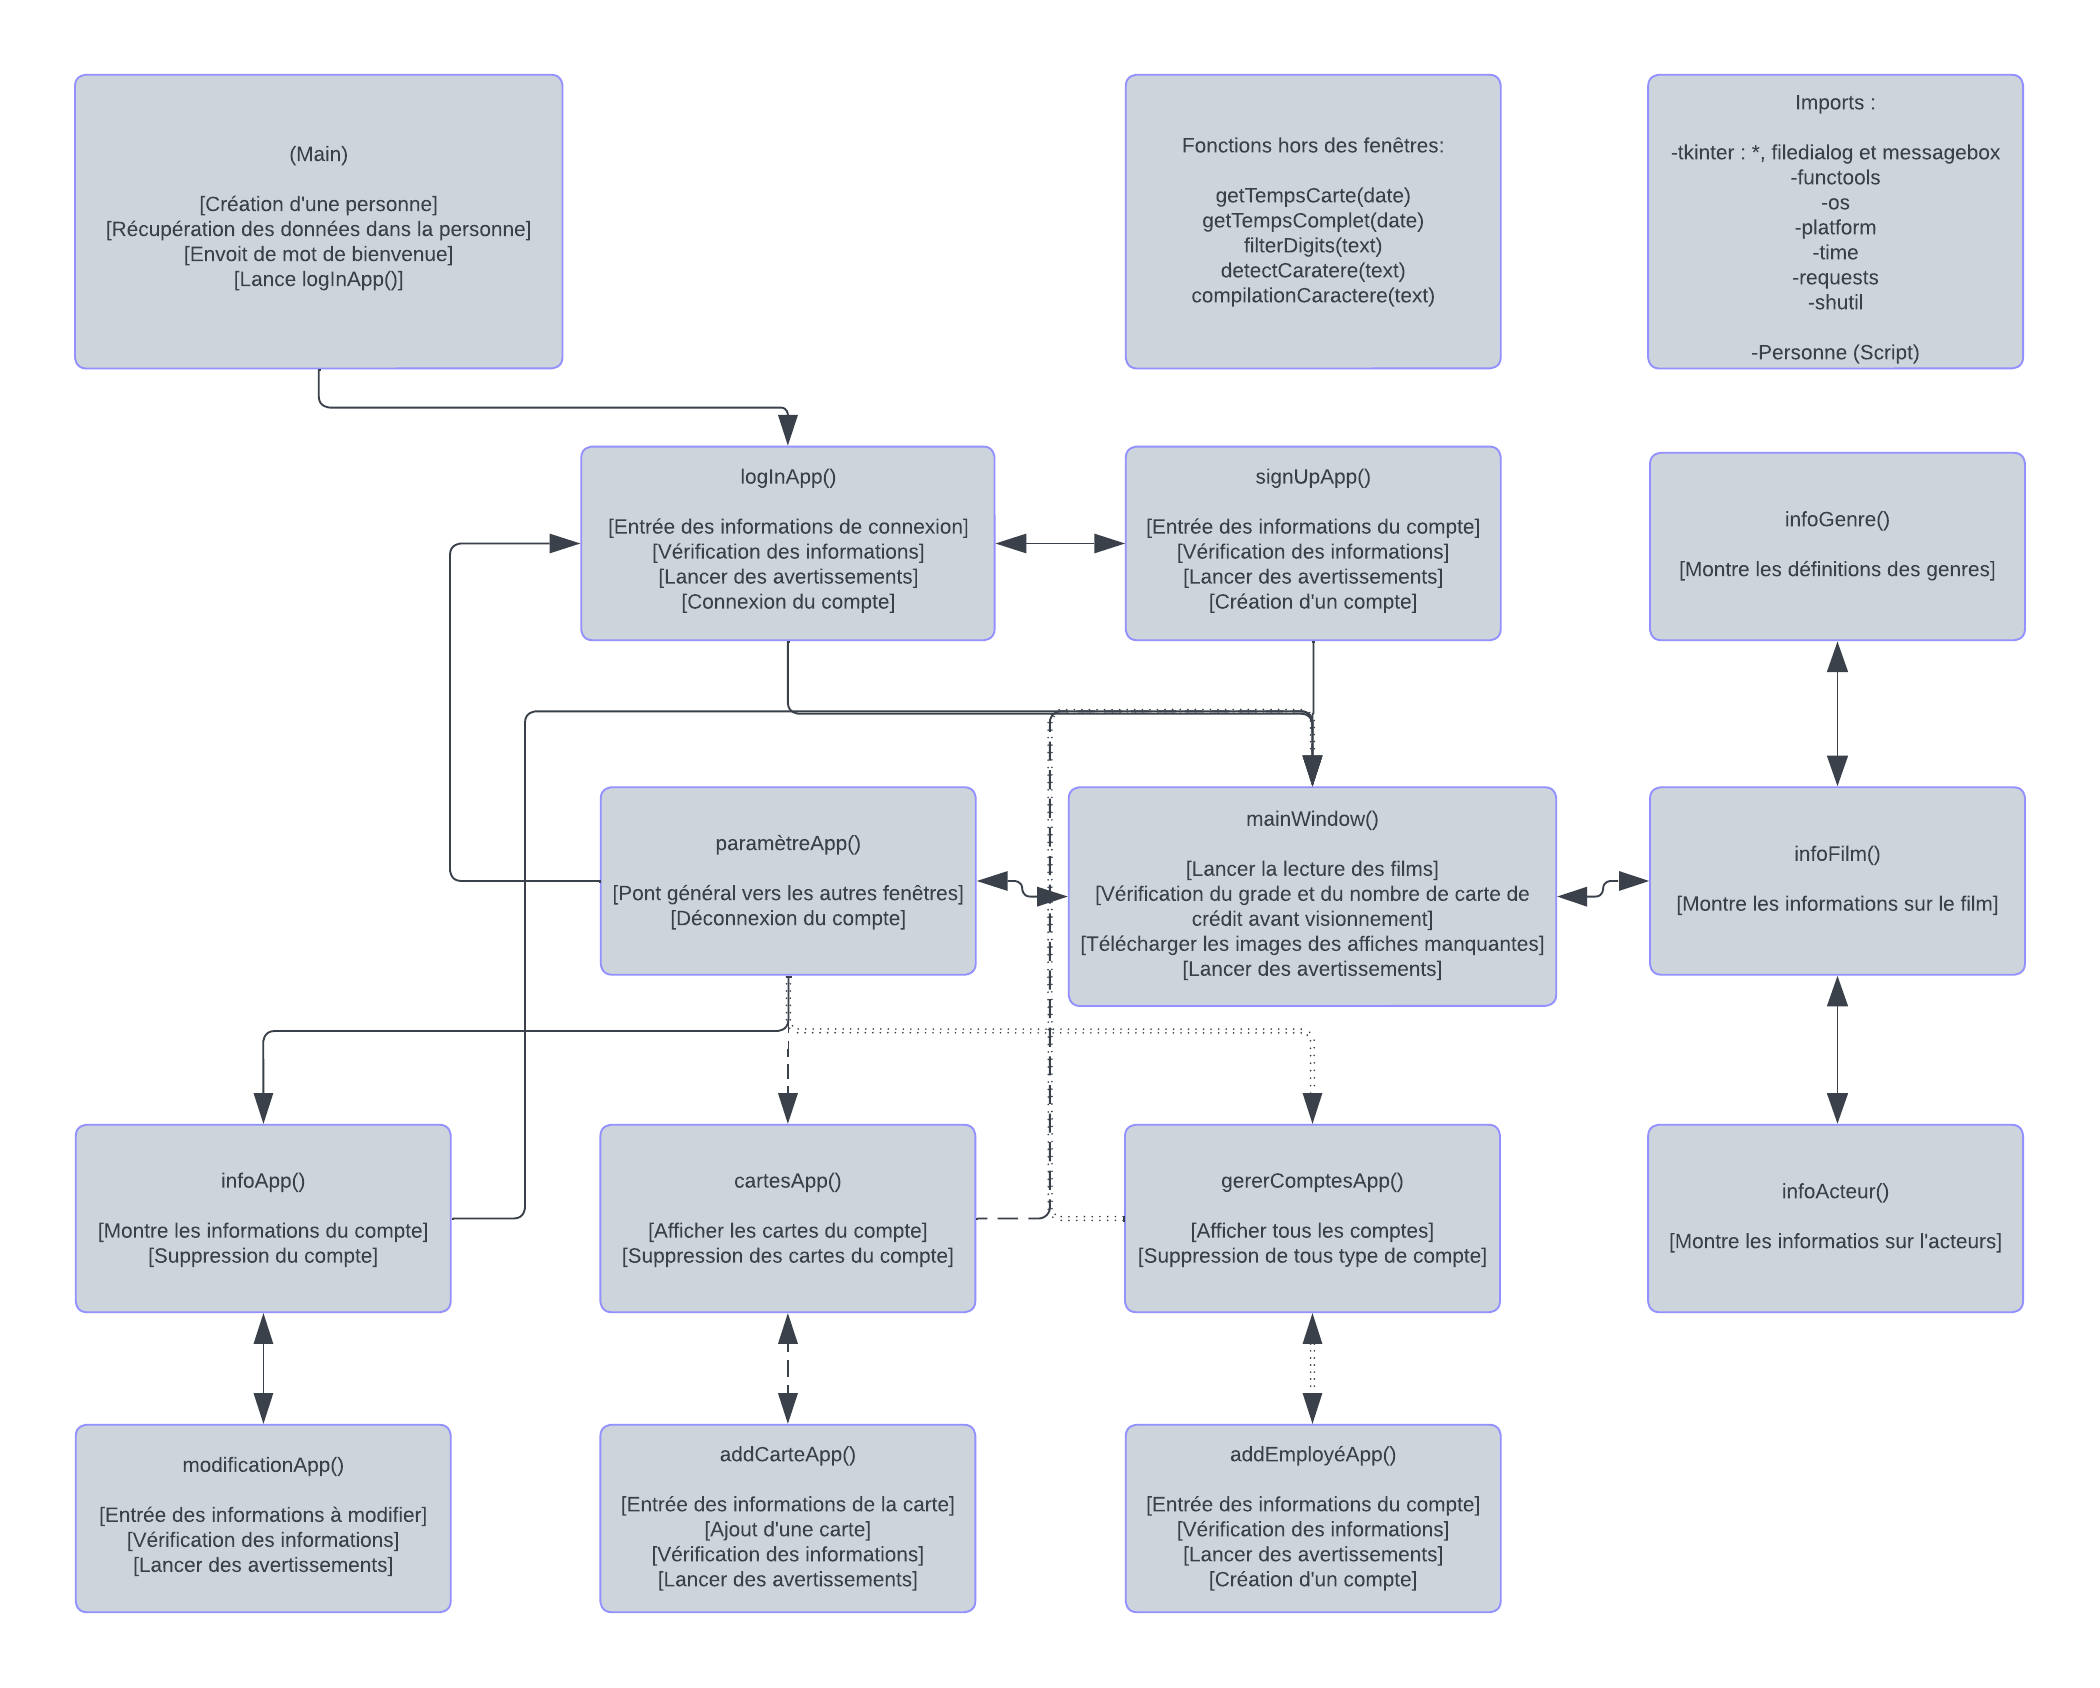 (Main)
[Création d'une personne]
[Récupération des données dans la personne]
[Envoit de mot de bienvenue]
[Lance logInApp()]
Fonctions hors des fenêtres:
getTempsCarte(date)
getTempsComplet(date)
filterDigits(text)
detectCaratere(text)
compilationCaractere(text)
Imports :
-tkinter : *, filedialog et messagebox
-functools
-os
-platform
-time
-requests
-shutil
-Personne (Script)
logInApp()
[Entrée des informations de connexion]
[Vérification des informations]
[Lancer des avertissements]
[Connexion du compte]
signUpApp()
[Entrée des informations du compte]
[Vérification des informations]
[Lancer des avertissements]
[Création d'un compte]
infoGenre()
[Montre les définitions des genres]
paramètreApp()
[Pont général vers les autres fenêtres]
[Déconnexion du compte]
mainWindow()
[Lancer la lecture des films]
[Vérification du grade et du nombre de carte de
crédit avant visionnement]
[Télécharger les images des affiches manquantes]
[Lancer des avertissements]
infoFilm()
[Montre les informations sur le film]
infoApp()
[Montre les informations du compte]
[Suppression du compte]
cartesApp()
[Afficher les cartes du compte]
[Suppression des cartes du compte]
gererComptesApp()
[Afficher tous les comptes]
[Suppression de tous type de compte]
infoActeur()
[Montre les informatios sur l'acteurs]
modificationApp()
[Entrée des informations à modifier]
[Vérification des informations]
[Lancer des avertissements]
addCarteApp()
[Entrée des informations de la carte]
[Ajout d'une carte]
[Vérification des informations]
[Lancer des avertissements]
addEmployéApp()
[Entrée des informations du compte]
[Vérification des informations]
[Lancer des avertissements]
[Création d'un compte]